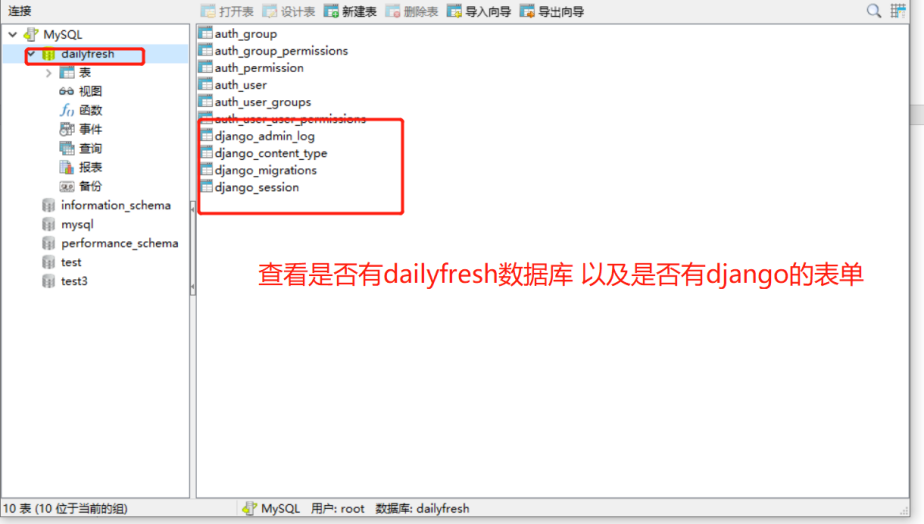 连接
打开表 设计表 新建表 删除表 导入向导 导出向导
MySQL
dailyfresh
表
视图
函数
事件
查询
报表
备份
information_schema
mysql
performance_schema
test
test3
auth_group
auth_group_permissions
auth_permission
auth_user
auth_user_groups
auth_user_user_permissions
django_admin_log
django_content_type
django_migrations
django_session
查看是否有dailyfresh数据库 以及是否有django的表单
10 表 (10 位于当前的组) MySQL 用户: root 数据库: dailyfresh